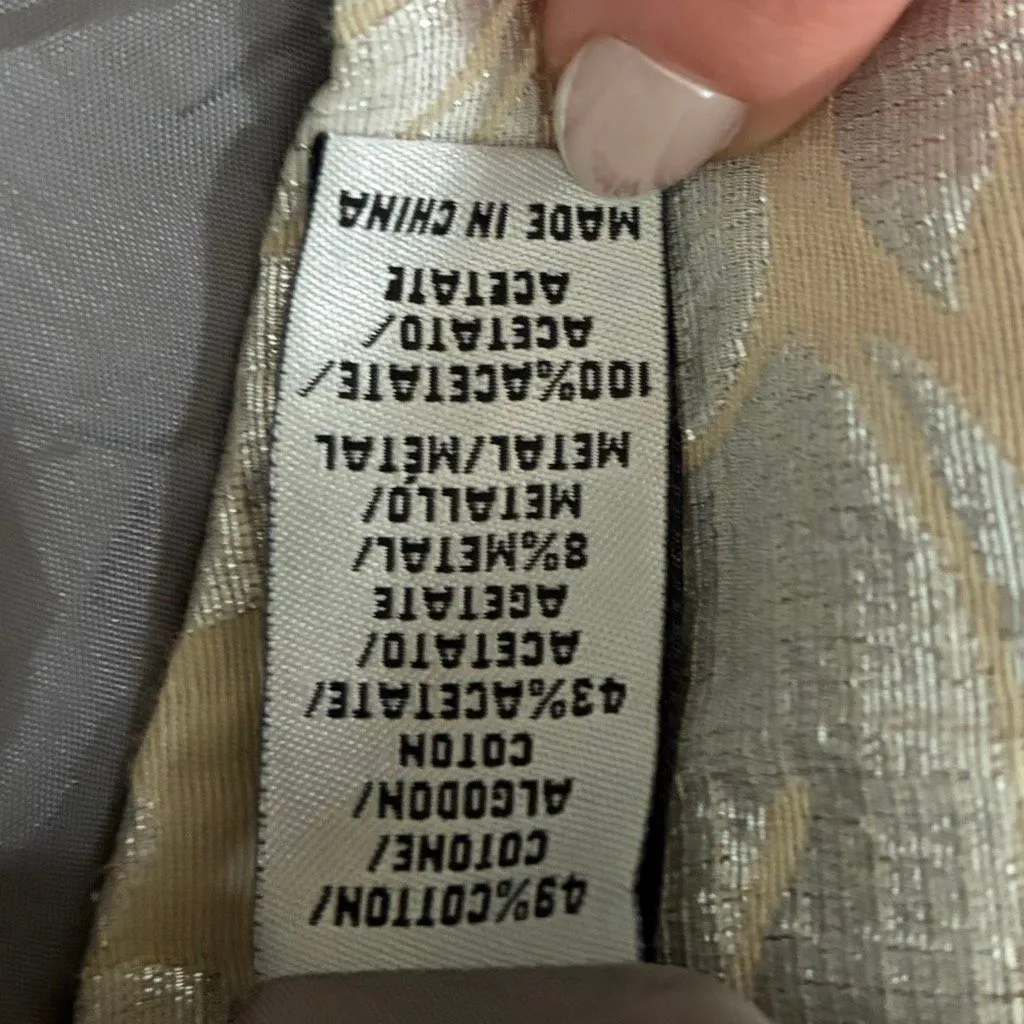 49%COTTON/
COTONE/
ALGODON/
COTON
43%ACETATE/
ACETATO/
ACETATE
8%METAL/
METALLO/
METAL/MÉTAL
100%ACETATE/
ACETATO/
ACETATE
MADE IN CHINA